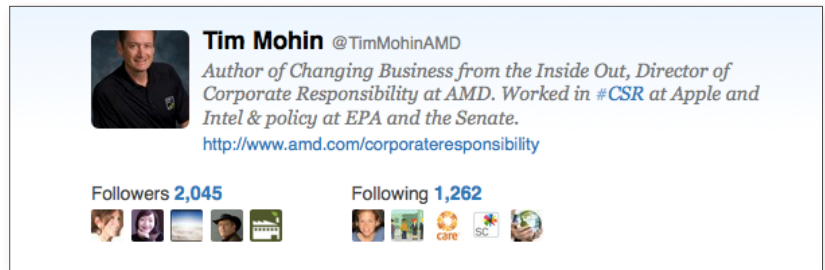 Tim Mohin @TimMohinAMD
Author of Changing Business from the Inside Out, Director of
Corporate Responsibility at AMD. Worked in #CSR at Apple and
Intel & policy at EPA and the Senate.
http://www.amd.com/corporateresponsibility
Followers 2,045 Following 1,262
care
sc